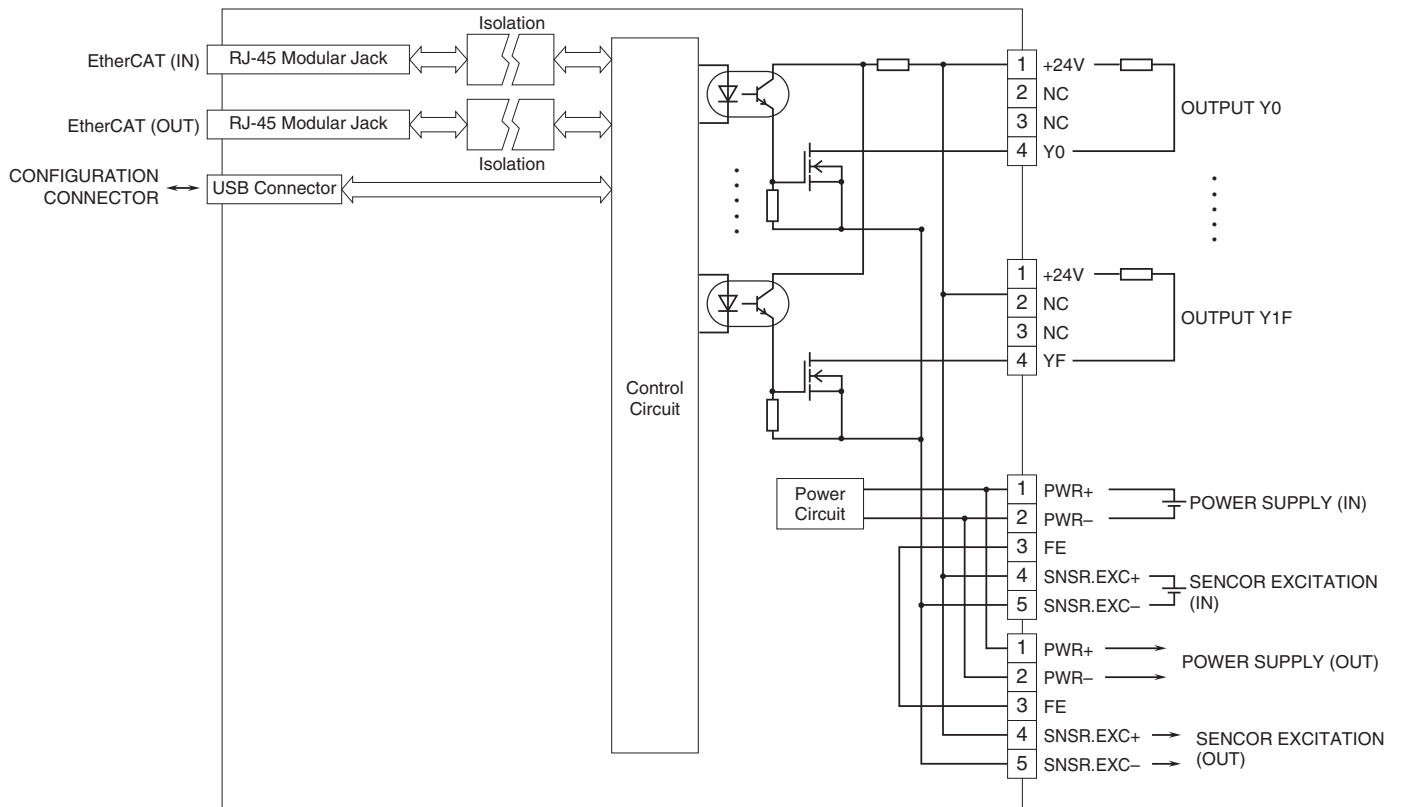 Isolation
EtherCAT (IN)
RJ-45 Modular Jack
EtherCAT (OUT)
RJ-45 Modular Jack
Isolation
CONFIGURATION
CONNECTOR
USB Connector
Control
Circuit
1 +24V
2 NC
3 NC
4 Y0
OUTPUT Y0
1 +24V
2 NC
3 NC
4 YF
OUTPUT Y1F
Power
Circuit
1 PWR+
2 PWR–
3 FE
4 SNSR.EXC+
5 SNSR.EXC–
POWER SUPPLY (IN)
SENCOR EXCITATION
(IN)
1 PWR+
2 PWR–
3 FE
4 SNSR.EXC+
5 SNSR.EXC–
POWER SUPPLY (OUT)
SENCOR EXCITATION
(OUT)